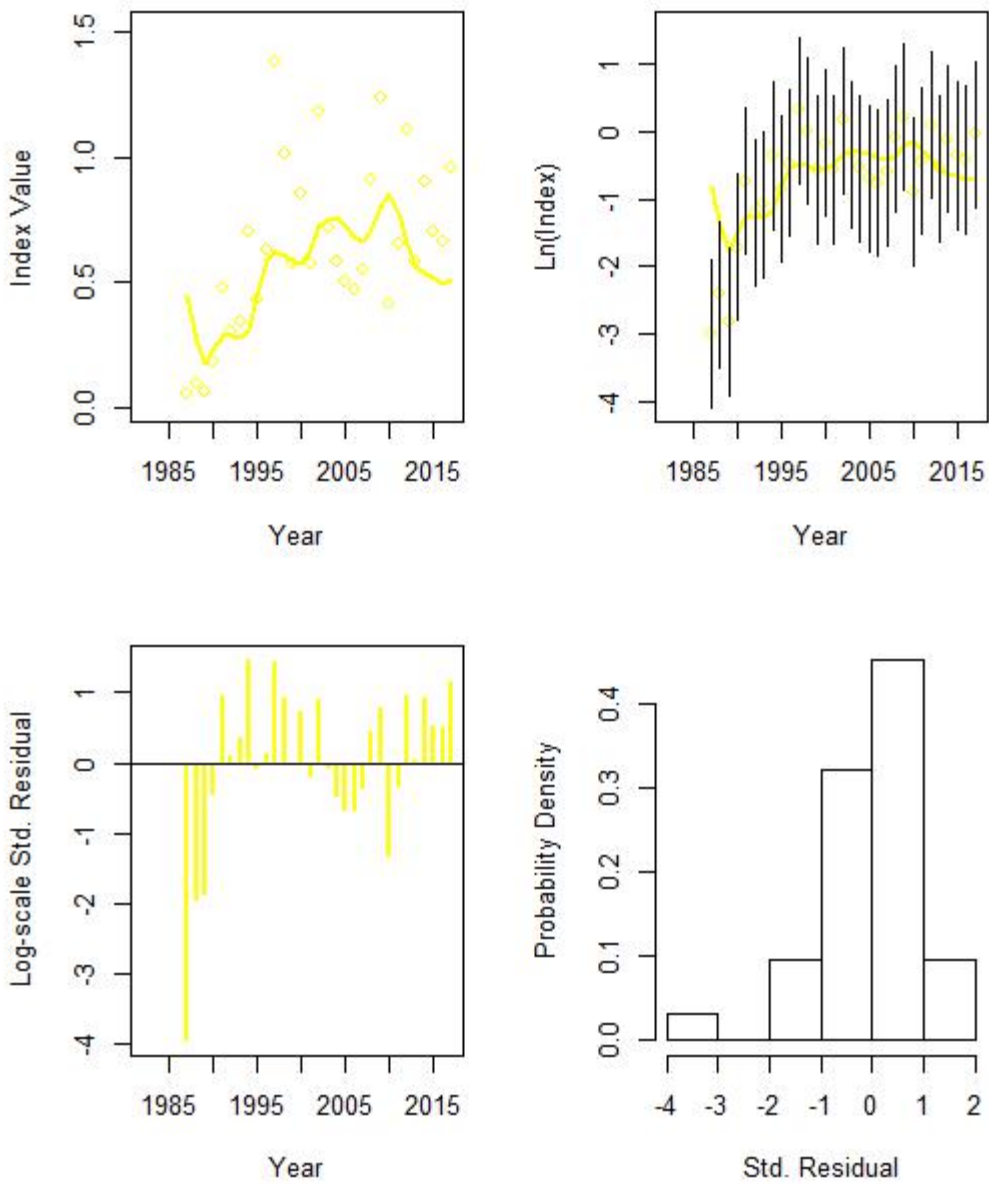 Index Value
1.5
1.0
0.5
0.0
1985 1995 2005 2015
Year
Ln(Index)
1
0
-1
-2
-3
-4
1985 1995 2005 2015
Year
Log-scale Std. Residual
1
0
-1
-2
-3
-4
1985 1995 2005 2015
Year
Probability Density
0.4
0.3
0.2
0.1
0.0
-4 -3 -2 -1 0 1 2
Std. Residual